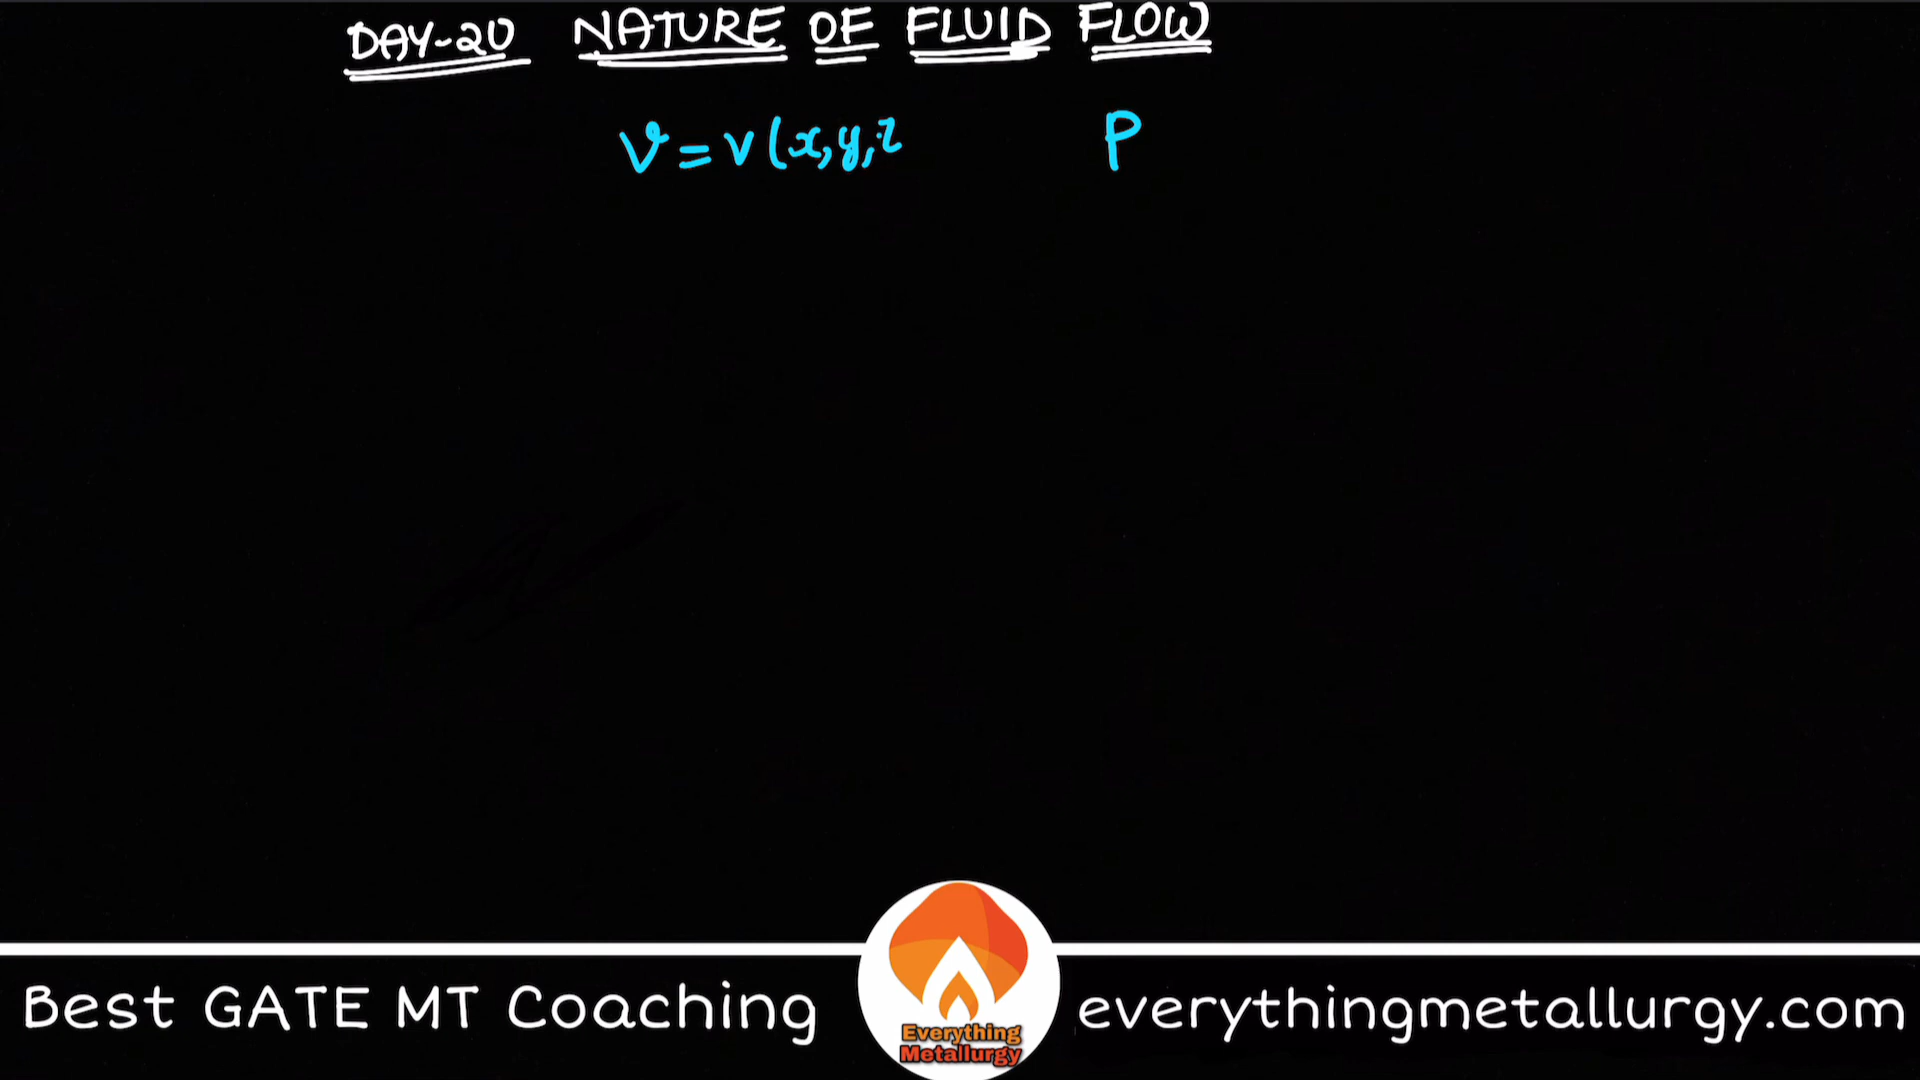 DAY-20 NATURE OF FLUID FLOW
V = v(x,y,z P
Best GATE MT Coaching
Everything
Metallurgy
everythingmetallurgy.com